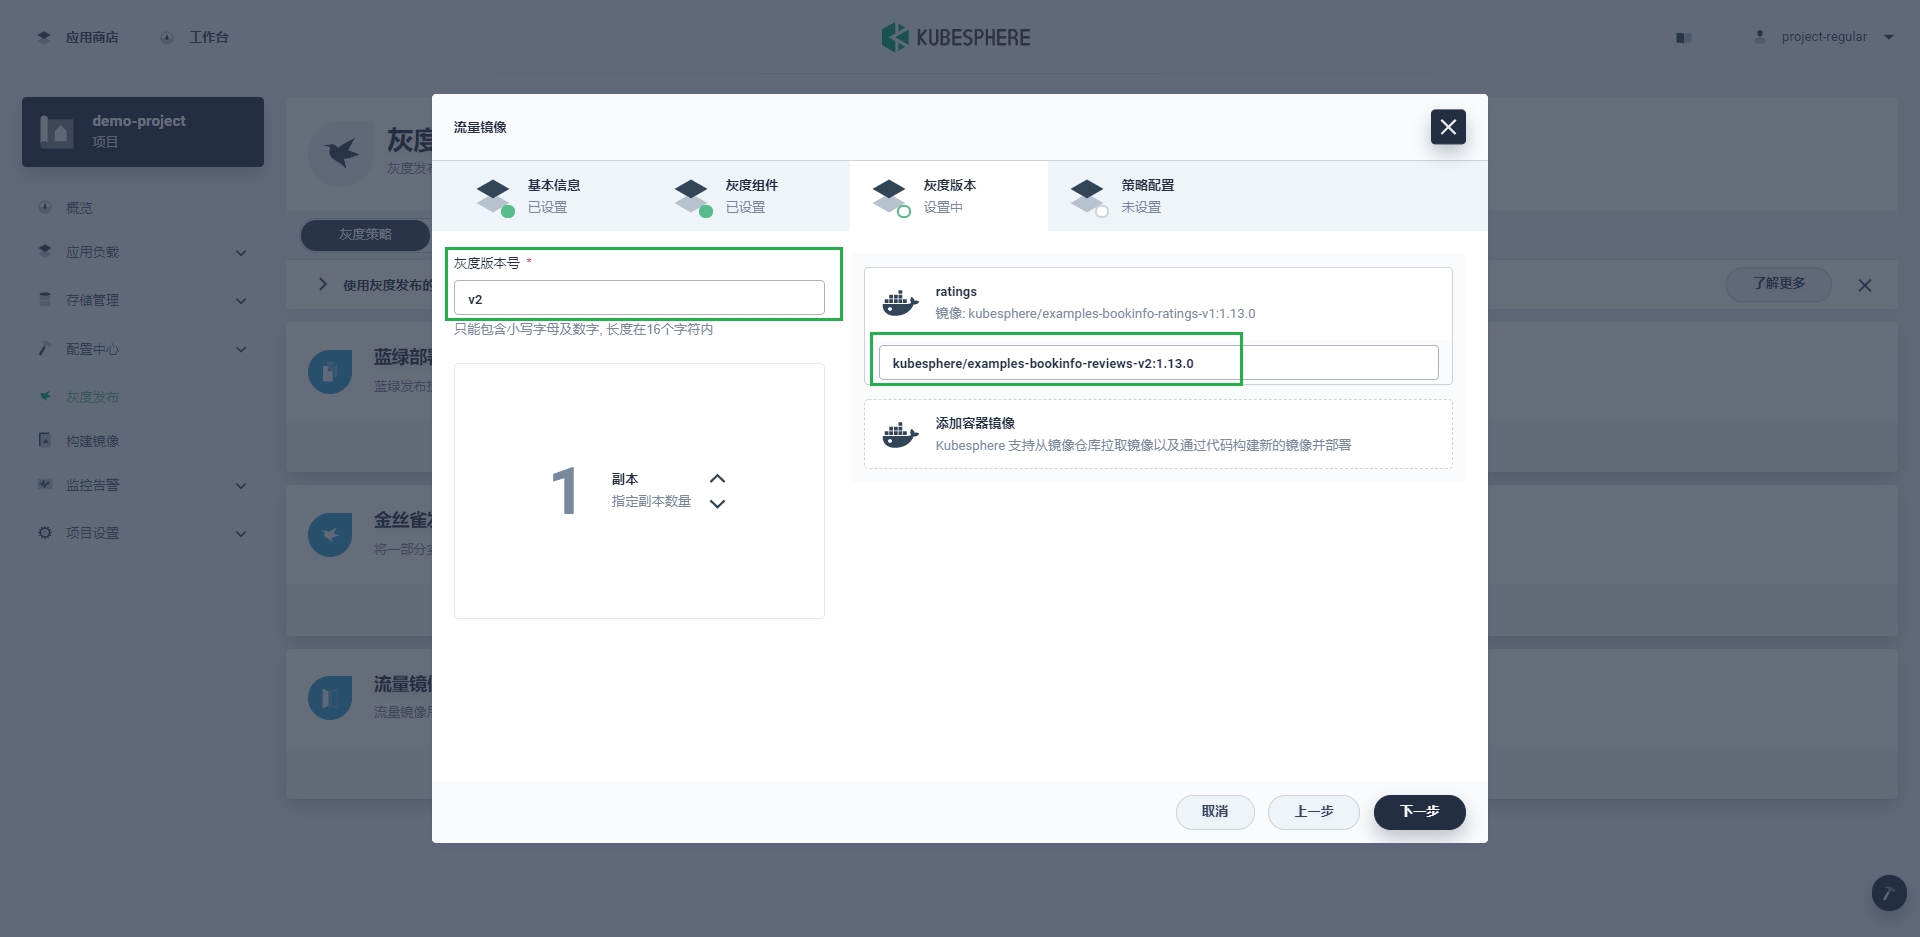 应用商店
工作台
KUBESPHERE
project-regular
demo-project
项目
概览
应用负载
存储管理
配置中心
灰度发布
构建镜像
监控告警
项目设置
灰度
灰度发布
灰度策略
使用灰度发布的
了解更多
蓝绿部署
蓝绿发布
金丝雀发
将一部分实
流量镜像
流量镜像
流量镜像
基本信息
已设置
灰度组件
已设置
灰度版本
设置中
策略配置
未设置
灰度版本号 *
v2
只能包含小写字母及数字, 长度在16个字符内
1
副本
指定副本数量
ratings
镜像: kubesphere/examples-bookinfo-ratings-v1:1.13.0
kubesphere/examples-bookinfo-reviews-v2:1.13.0
添加容器镜像
Kubesphere 支持从镜像仓库拉取镜像以及通过代码构建新的镜像并部署
取消
上一步
下一步